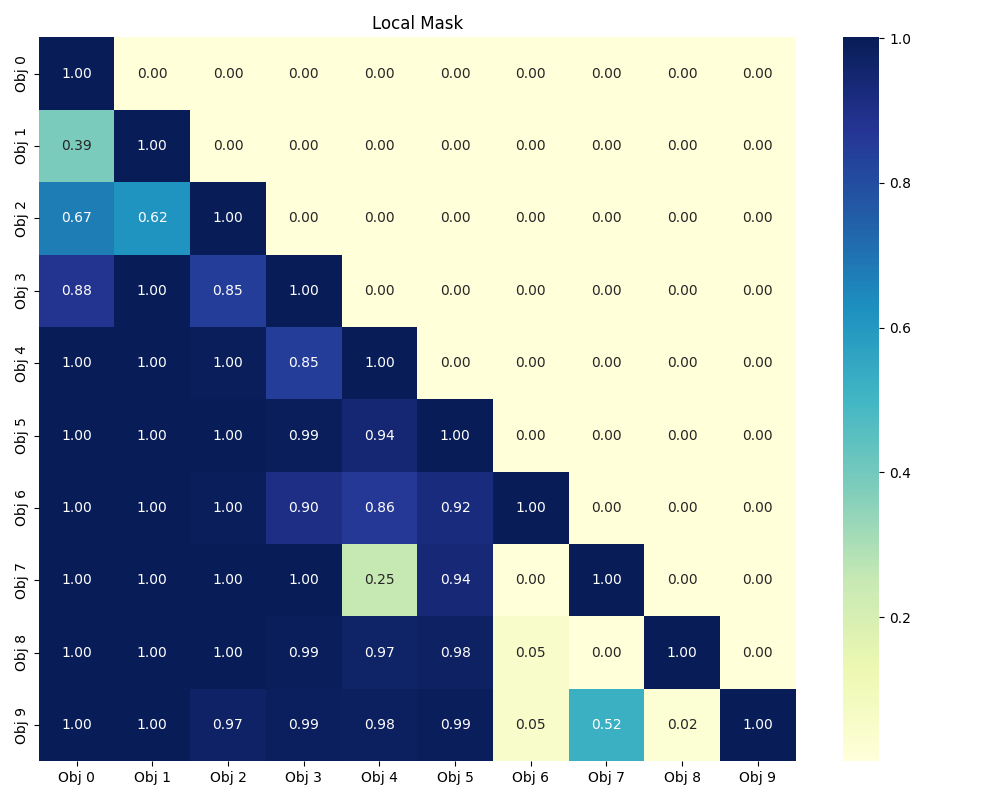 Local Mask
Obj 0 1.00 0.00 0.00 0.00 0.00 0.00 0.00 0.00 0.00 0.00
Obj 1 0.39 1.00 0.00 0.00 0.00 0.00 0.00 0.00 0.00 0.00
Obj 2 0.67 0.62 1.00 0.00 0.00 0.00 0.00 0.00 0.00 0.00
Obj 3 0.88 1.00 0.85 1.00 0.00 0.00 0.00 0.00 0.00 0.00
Obj 4 1.00 1.00 1.00 0.85 1.00 0.00 0.00 0.00 0.00 0.00
Obj 5 1.00 1.00 1.00 0.99 0.94 1.00 0.00 0.00 0.00 0.00
Obj 6 1.00 1.00 1.00 0.90 0.86 0.92 1.00 0.00 0.00 0.00
Obj 7 1.00 1.00 1.00 1.00 0.25 0.94 0.00 1.00 0.00 0.00
Obj 8 1.00 1.00 1.00 0.99 0.97 0.98 0.05 0.00 1.00 0.00
Obj 9 1.00 1.00 0.97 0.99 0.98 0.99 0.05 0.52 0.02 1.00
Obj 0 Obj 1 Obj 2 Obj 3 Obj 4 Obj 5 Obj 6 Obj 7 Obj 8 Obj 9
1.0
0.8
0.6
0.4
0.2